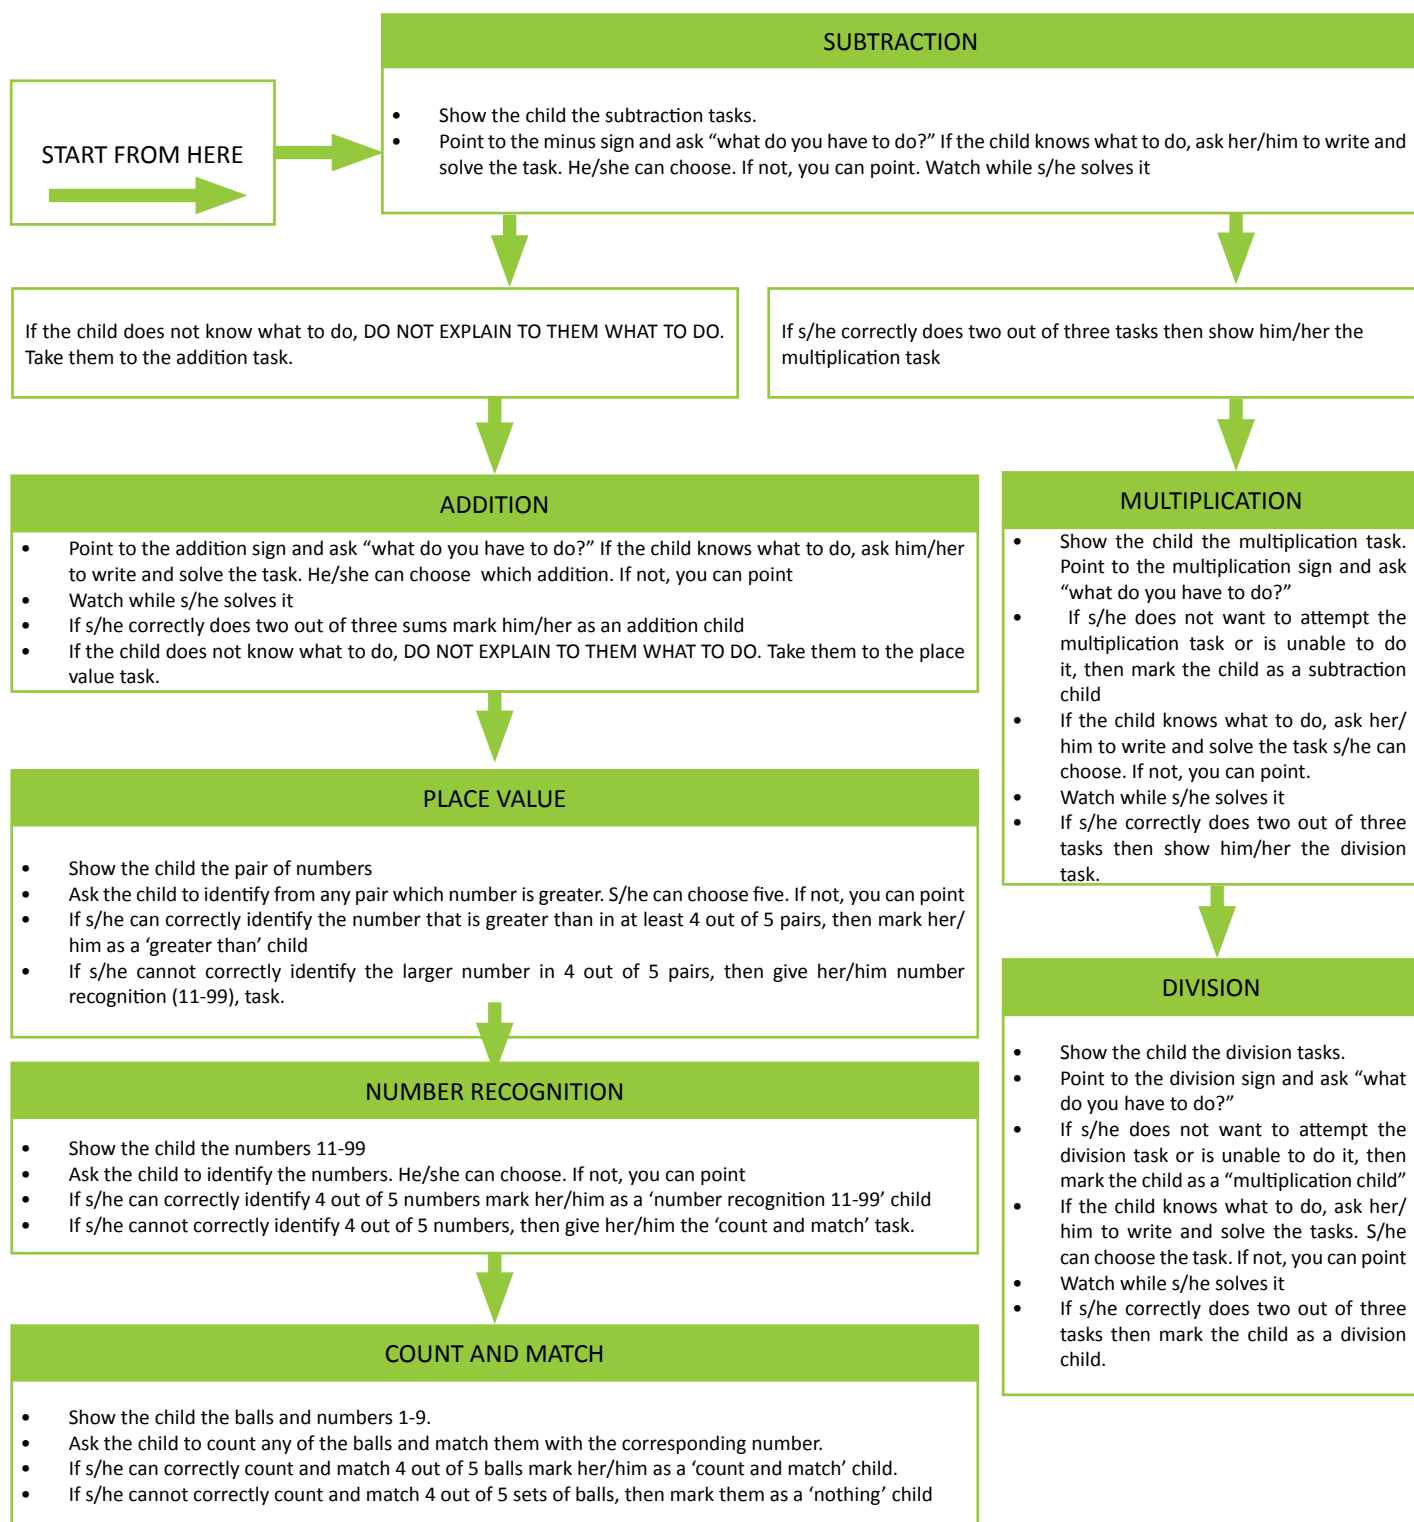 SUBTRACTION
START FROM HERE
• Show the child the subtraction tasks.
• Point to the minus sign and ask “what do you have to do?” If the child knows what to do, ask her/him to write and
solve the task. He/she can choose. If not, you can point. Watch while s/he solves it
If the child does not know what to do, DO NOT EXPLAIN TO THEM WHAT TO DO.
Take them to the addition task.
If s/he correctly does two out of three tasks then show him/her the
multiplication task
ADDITION
• Point to the addition sign and ask “what do you have to do?” If the child knows what to do, ask him/her
to write and solve the task. He/she can choose which addition. If not, you can point
• Watch while s/he solves it
• If s/he correctly does two out of three sums mark him/her as an addition child
• If the child does not know what to do, DO NOT EXPLAIN TO THEM WHAT TO DO. Take them to the place
value task.
PLACE VALUE
• Show the child the pair of numbers
• Ask the child to identify from any pair which number is greater. S/he can choose five. If not, you can point
• If s/he can correctly identify the number that is greater than in at least 4 out of 5 pairs, then mark her/
him as a ‘greater than’ child
• If s/he cannot correctly identify the larger number in 4 out of 5 pairs, then give her/him number
recognition (11-99), task.
NUMBER RECOGNITION
• Show the child the numbers 11-99
• Ask the child to identify the numbers. He/she can choose. If not, you can point
• If s/he can correctly identify 4 out of 5 numbers mark her/him as a ‘number recognition 11-99’ child
• If s/he cannot correctly identify 4 out of 5 numbers, then give her/him the ‘count and match’ task.
COUNT AND MATCH
• Show the child the balls and numbers 1-9.
• Ask the child to count any of the balls and match them with the corresponding number.
• If s/he can correctly count and match 4 out of 5 balls mark her/him as a ‘count and match’ child.
• If s/he cannot correctly count and match 4 out of 5 sets of balls, then mark them as a ‘nothing’ child
MULTIPLICATION
• Show the child the multiplication task.
Point to the multiplication sign and ask
“what do you have to do?”
• If s/he does not want to attempt the
multiplication task or is unable to do
it, then mark the child as a subtraction
child
• If the child knows what to do, ask her/
him to write and solve the task s/he can
choose. If not, you can point.
• Watch while s/he solves it
• If s/he correctly does two out of three
tasks then show him/her the division
task.
DIVISION
• Show the child the division tasks.
• Point to the division sign and ask “what
do you have to do?”
• If s/he does not want to attempt the
division task or is unable to do it, then
mark the child as a “multiplication child”
• If the child knows what to do, ask her/
him to write and solve the tasks. S/he
can choose the task. If not, you can point
• Watch while s/he solves it
• If s/he correctly does two out of three
tasks then mark the child as a division
child.